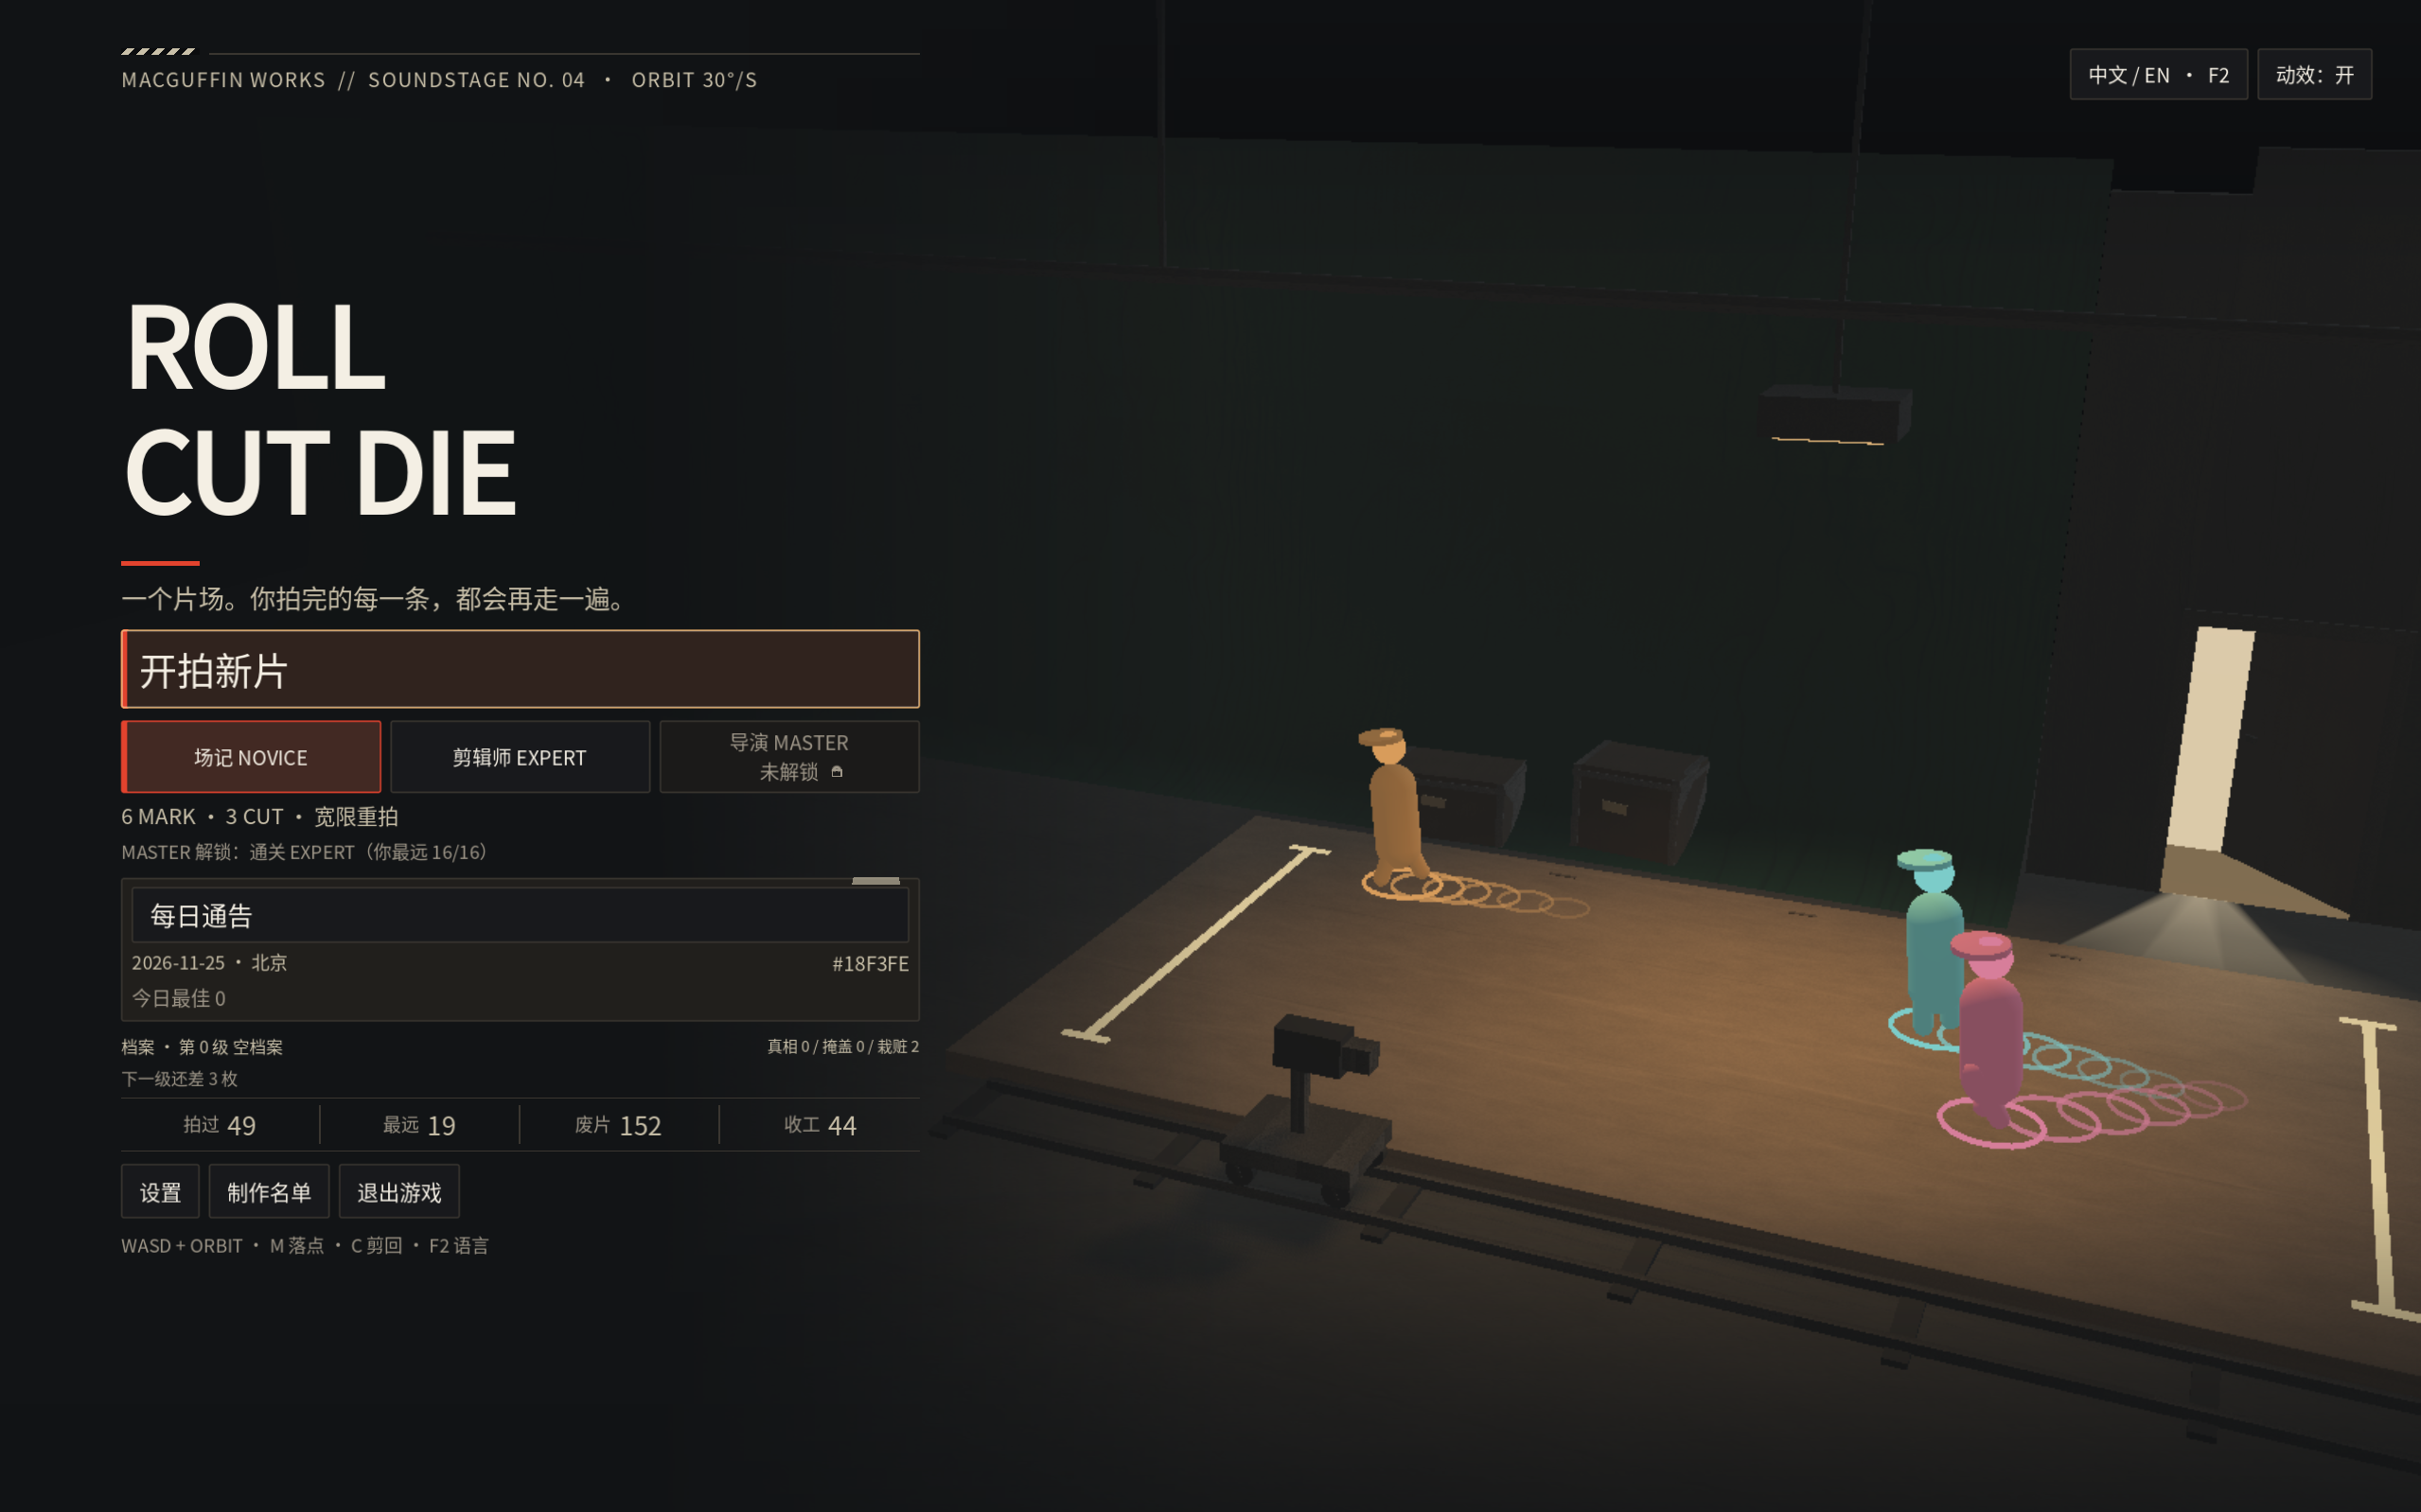 MACGUFFIN WORKS // SOUNDSTAGE NO. 04 • ORBIT 30°/S
中文 / EN • F2
动效：开
ROLL
CUT DIE
一个片场。你拍完的每一条，都会再走一遍。
开拍新片
场记 NOVICE
剪辑师 EXPERT
导演 MASTER
未解锁
6 MARK • 3 CUT • 宽限重拍
MASTER 解锁：通关 EXPERT（你最远 16/16）
每日通告
2026-11-25 • 北京
#18F3FE
今日最佳 0
档案 • 第 0 级 空档案
真相 0 / 掩盖 0 / 栽赃 2
下一级还差 3 枚
拍过 49
最远 19
废片 152
收工 44
设置
制作名单
退出游戏
WASD + ORBIT • M 落点 • C 剪回 • F2 语言